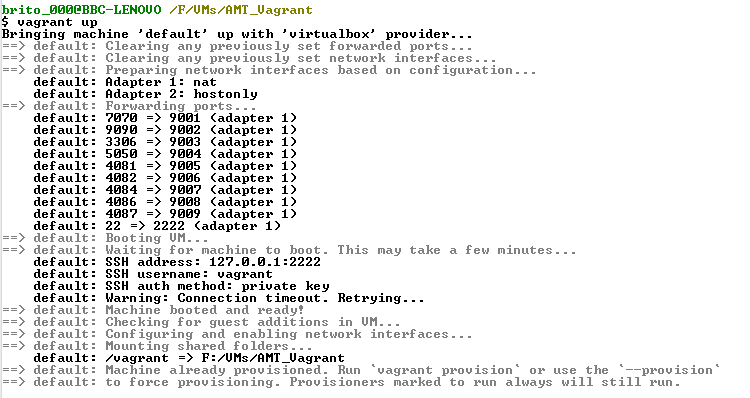 brito_000@BBC-LENOVO /F/VMs/AMT_Vagrant
$ vagrant up
Bringing machine 'default' up with 'virtualbox' provider...
==> default: Clearing any previously set forwarded ports...
==> default: Clearing any previously set network interfaces...
==> default: Preparing network interfaces based on configuration...
    default: Adapter 1: nat
    default: Adapter 2: hostonly
==> default: Forwarding ports...
    default: 7070 => 9001 (adapter 1)
    default: 9090 => 9002 (adapter 1)
    default: 3306 => 9003 (adapter 1)
    default: 5050 => 9004 (adapter 1)
    default: 4081 => 9005 (adapter 1)
    default: 4082 => 9006 (adapter 1)
    default: 4084 => 9007 (adapter 1)
    default: 4086 => 9008 (adapter 1)
    default: 4087 => 9009 (adapter 1)
    default: 22 => 2222 (adapter 1)
==> default: Booting VM...
==> default: Waiting for machine to boot. This may take a few minutes...
    default: SSH address: 127.0.0.1:2222
    default: SSH username: vagrant
    default: SSH auth method: private key
    default: Warning: Connection timeout. Retrying...
==> default: Machine booted and ready!
==> default: Checking for guest additions in VM...
==> default: Configuring and enabling network interfaces...
==> default: Mounting shared folders...
    default: /vagrant => F:/VMs/AMT_Vagrant
==> default: Machine already provisioned. Run `vagrant provision` or use the `--provision`
==> default: to force provisioning. Provisioners marked to run always will still run.